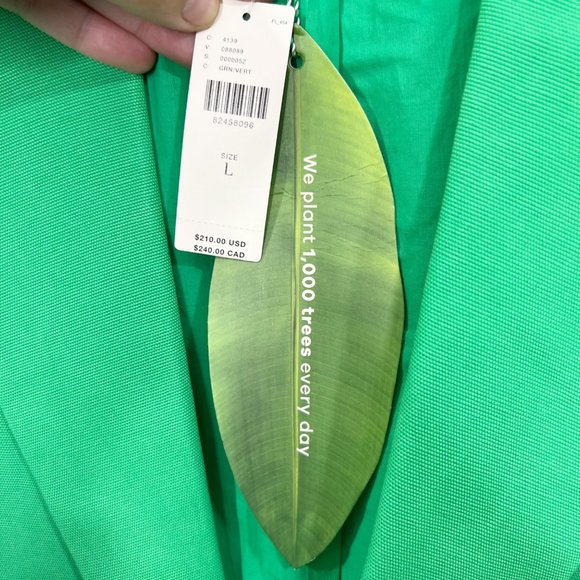 D: 4139
V: 088089
S: 0000052
C: GRN/VERT
82458096
SIZE
L
$210.00 USD
$240.00 CAD
We plant 1,000 trees every day